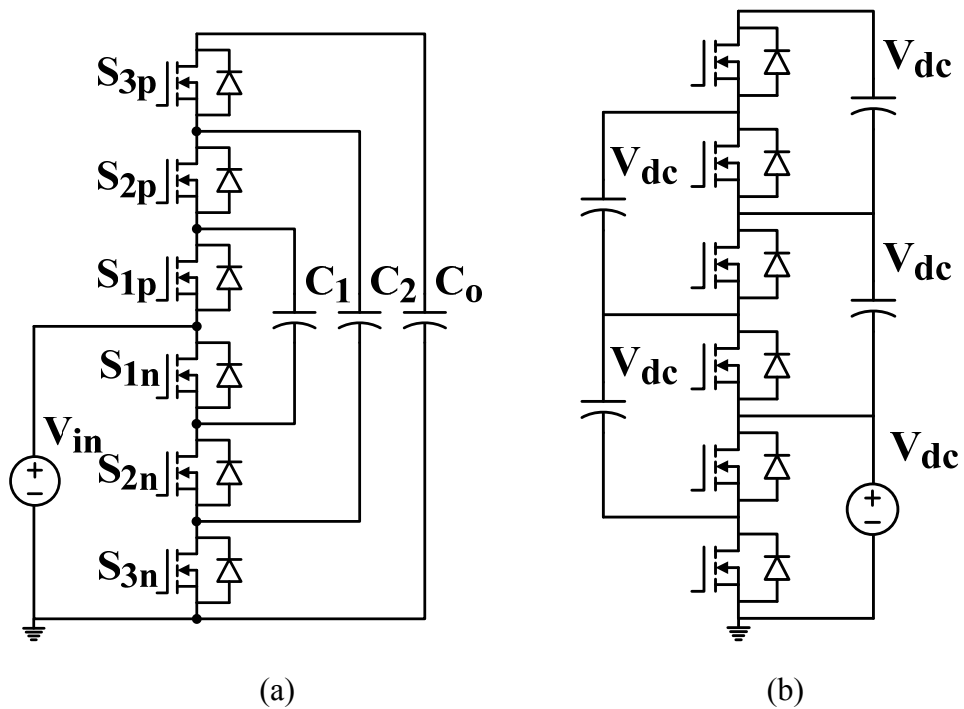 S3p
S2p
S1p
S1n
S2n
S3n
C1 C2 Co
Vin
+
−
(a)
Vdc
Vdc
Vdc
Vdc
Vdc
+
−
(b)